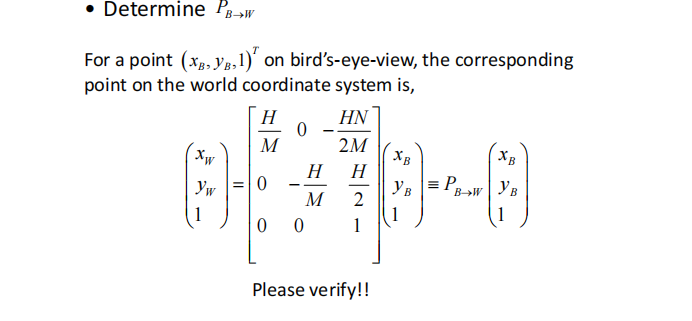 • Determine P_{B→W}
For a point (x_B, y_B, 1)^T on bird's-eye-view, the corresponding
point on the world coordinate system is,
\begin{pmatrix} x_W \\ y_W \\ 1 \end{pmatrix} = \begin{bmatrix} \frac{H}{M} & 0 & -\frac{HN}{2M} \\ 0 & -\frac{H}{M} & \frac{H}{2} \\ 0 & 0 & 1 \end{bmatrix} \begin{pmatrix} x_B \\ y_B \\ 1 \end{pmatrix} ≡ P_{B→W} \begin{pmatrix} x_B \\ y_B \\ 1 \end{pmatrix}
Please verify!!